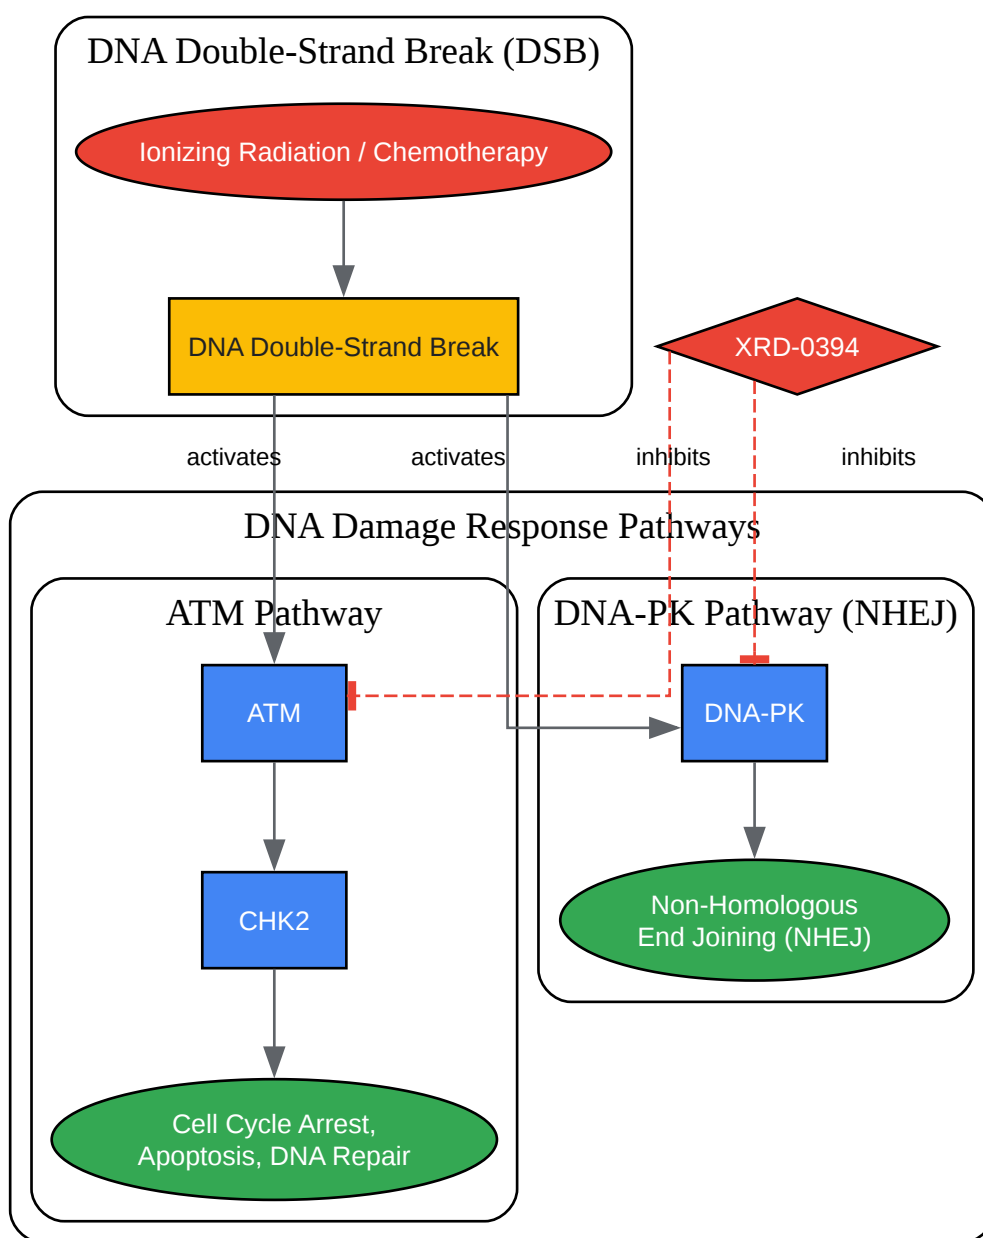 DNA Double-Strand Break (DSB)
Ionizing Radiation / Chemotherapy
DNA Double-Strand Break
XRD-0394
activates
activates
inhibits
inhibits
DNA Damage Response Pathways
ATM Pathway
DNA-PK Pathway (NHEJ)
ATM
DNA-PK
CHK2
Non-Homologous
End Joining (NHEJ)
Cell Cycle Arrest,
Apoptosis, DNA Repair